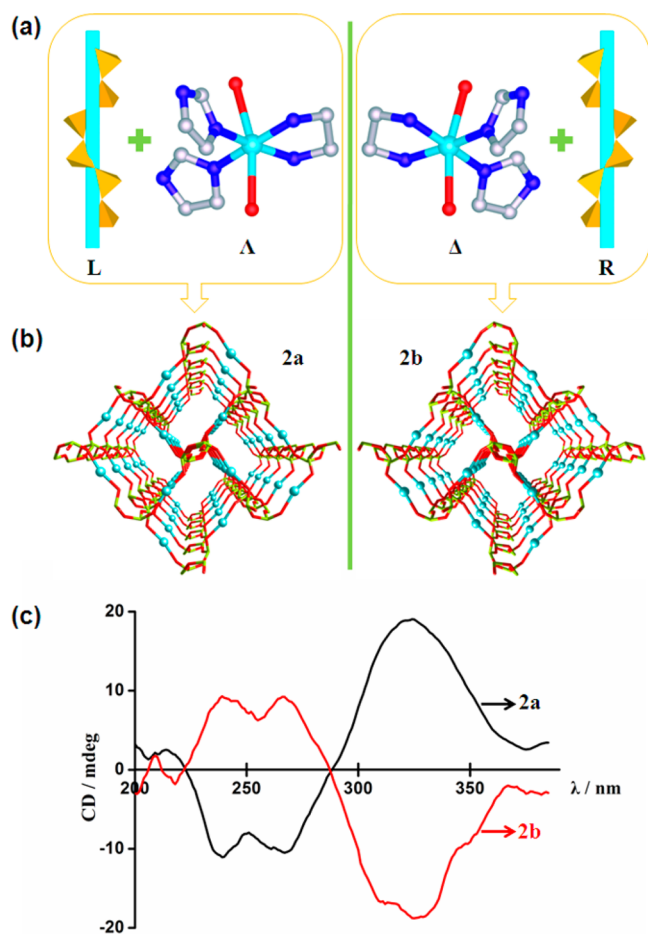 (a)
L
Λ
Δ
R
(b)
2a
2b
(c)
20
10
0
-10
-20
CD / mdeg
200
250
300
350
λ / nm
2a
2b